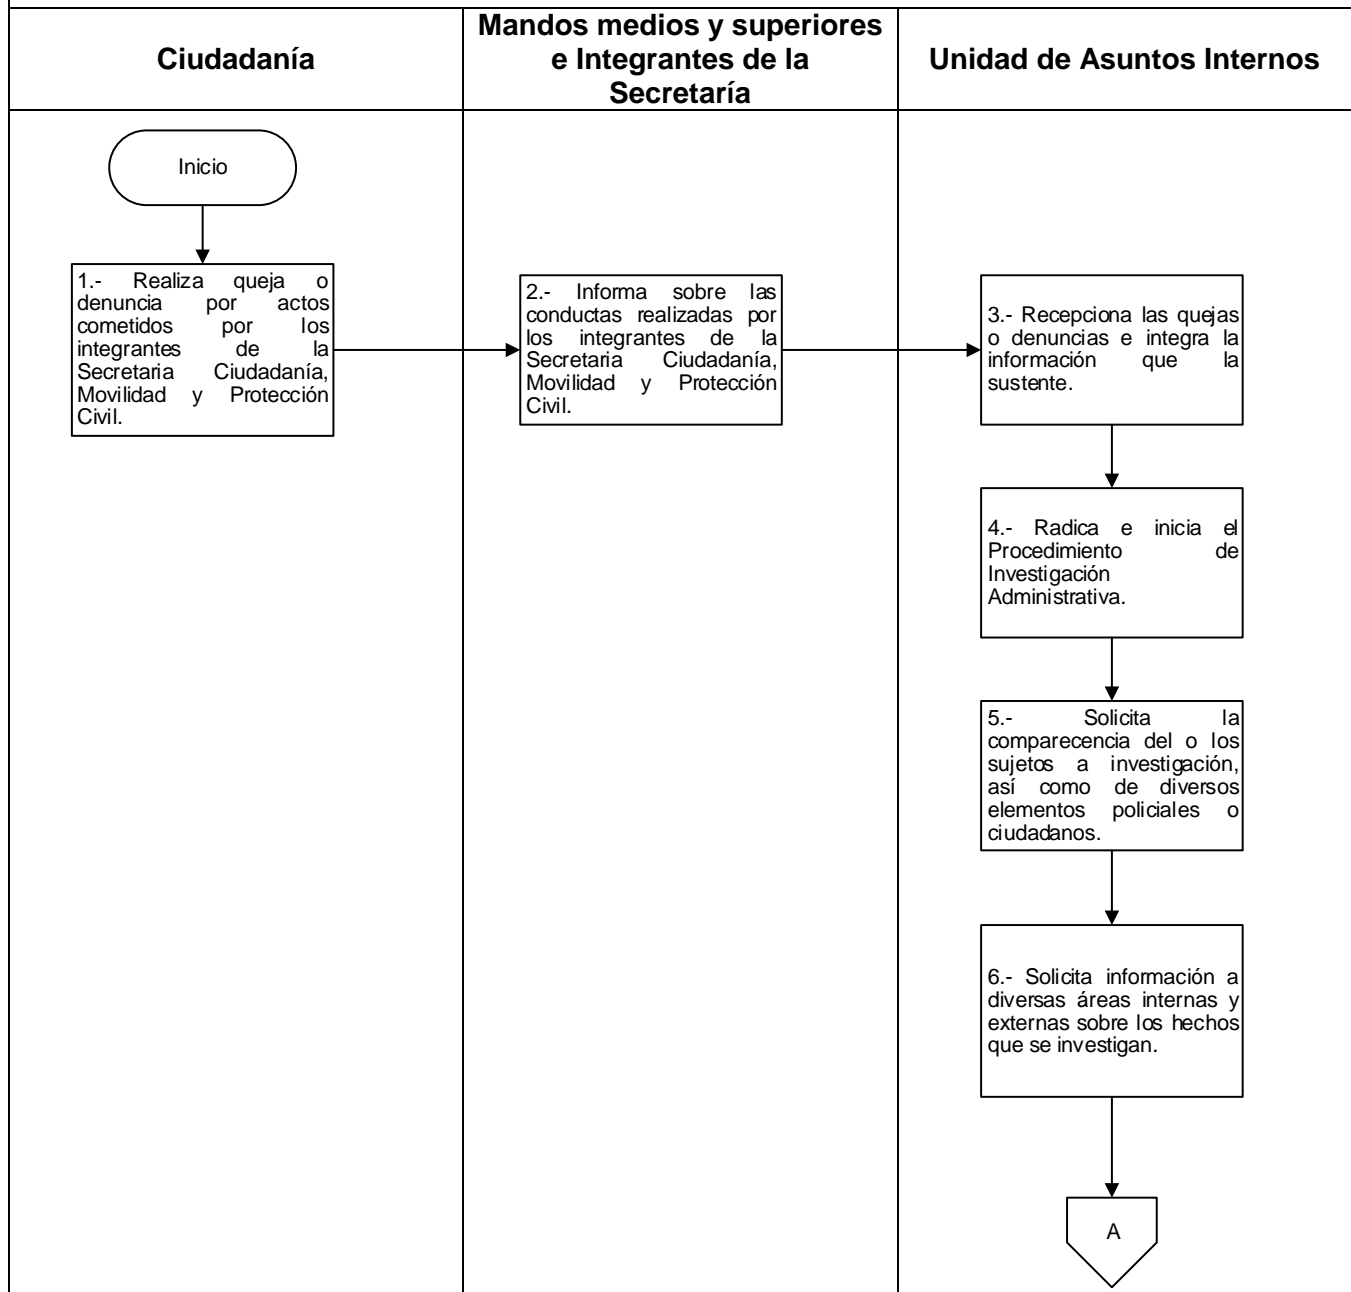 Ciudadanía
Mandos medios y superiores
e Integrantes de la
Secretaría
Unidad de Asuntos Internos
Inicio
1.- Realiza queja o
denuncia por actos
cometidos por los
integrantes de la
Secretaria Ciudadanía,
Movilidad y Protección
Civil.
2.- Informa sobre las
conductas realizadas por
los integrantes de la
Secretaria Ciudadanía,
Movilidad y Protección
Civil.
3.- Recepciona las quejas
o denuncias e integra la
información que la
sustente.
4.- Radica e inicia el
Procedimiento de
Investigación
Administrativa.
5.- Solicita la
comparecencia del o los
sujetos a investigación,
así como de diversos
elementos policiales o
ciudadanos.
6.- Solicita información a
diversas áreas internas y
externas sobre los hechos
que se investigan.
A